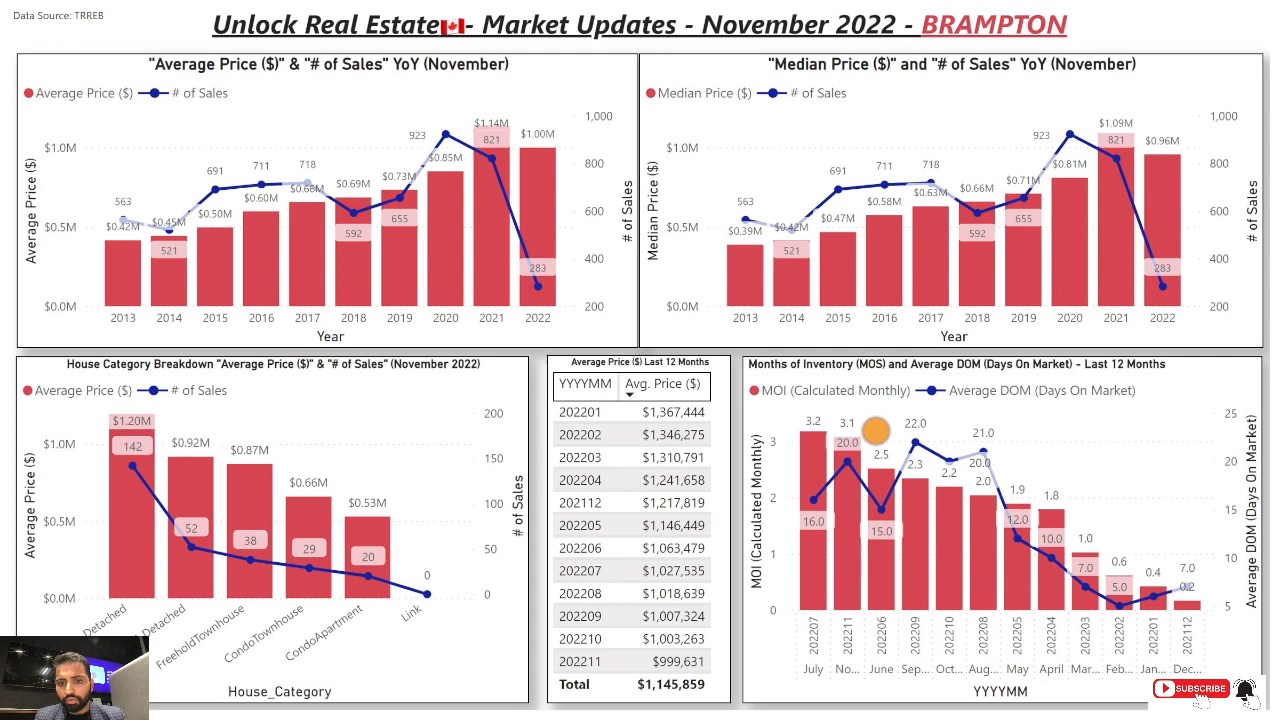 Data Source: TRREB
Unlock Real Estate - Market Updates - November 2022 - BRAMPTON
"Average Price ($)" & "# of Sales" YoY (November)
Average Price ($) # of Sales
Average Price ($)
$1.0M
$0.5M
$0.0M
563
$0.42M
$0.45M
521
691
$0.50M
711
$0.60M
718
$0.66M
$0.69M
592
$0.73M
655
923
$0.85M
$1.14M
821
$1.00M
283
1,000
800
600
400
200
# of Sales
2013 2014 2015 2016 2017 2018 2019 2020 2021 2022
Year
"Median Price ($)" and "# of Sales" YoY (November)
Median Price ($) # of Sales
Median Price ($)
$1.0M
$0.5M
$0.0M
563
$0.39M
$0.42M
521
691
$0.47M
711
$0.58M
718
$0.63M
$0.66M
592
$0.71M
655
923
$0.81M
$1.09M
821
$0.96M
283
1,000
800
600
400
200
# of Sales
2013 2014 2015 2016 2017 2018 2019 2020 2021 2022
Year
House Category Breakdown "Average Price ($)" & "# of Sales" (November 2022)
Average Price ($) # of Sales
Average Price ($)
$1.0M
$0.5M
$0.0M
$1.20M
142
$0.92M
52
$0.87M
38
$0.66M
29
$0.53M
20
0
200
150
100
50
0
# of Sales
Detached
Detached
FreeholdTownhouse
CondoTownhouse
CondoApartment
Link
House_Category
Average Price ($) Last 12 Months
YYYYMM Avg. Price ($)
202201 $1,367,444
202202 $1,346,275
202203 $1,310,791
202204 $1,241,658
202112 $1,217,819
202205 $1,146,449
202206 $1,063,479
202207 $1,027,535
202208 $1,018,639
202209 $1,007,324
202210 $1,003,263
202211 $999,631
Total $1,145,859
Months of Inventory (MOS) and Average DOM (Days On Market) - Last 12 Months
MOI (Calculated Monthly) Average DOM (Days On Market)
MOI (Calculated Monthly)
3
2
1
0
3.2
16.0
3.1
20.0
2.5
15.0
22.0
2.3
2.2
20.0
21.0
2.0
1.9
12.0
1.8
10.0
1.0
7.0
0.6
5.0
0.4
7.0
0.2
25
20
15
10
5
Average DOM (Days On Market)
202207 202211 202206 202209 202210 202208 202205 202204 202203 202202 202201 202112
July No... June Sep... Oct... Aug... May April Mar... Feb... Jan... Dec...
YYYYMM
SUBSCRIBE